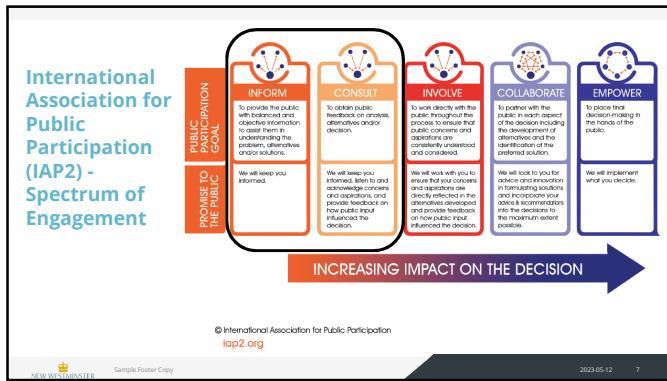 International
Association for
Public
Participation
(IAP2) -
Spectrum of
Engagement
PUBLIC
PARTICIPATION
GOAL
INFORM
To provide the public
with balanced and
objective information
to assist them in
understanding the
problem, alternatives
and/or solutions.
CONSULT
To obtain public
feedback on analysis,
alternatives and/or
decision.
INVOLVE
To work directly with
the public throughout
the process to ensure that
public concerns and
aspirations are
consistently understood
and considered.
COLLABORATE
To partner with
the public in each aspect
of the decision including
the development of
alternatives and the
identification of the
preferred solution.
EMPOWER
To place final
decision-making in
the hands of the
public.
PROMISE TO
THE PUBLIC
We will keep you
informed.
We will keep you
informed, listen to and
acknowledge concerns
and aspirations, and
provide feedback on
how public input
influenced the
decision.
We will work with you to
ensure that your concerns
and aspirations are
directly reflected in the
alternatives developed
and provide feedback
on how public input
influenced the decision.
We will look to you for
advice and innovation
in formulating solutions
and incorporate your
advice & recommendations
into the decisions to
the maximum extent
possible.
We will implement
what you decide.
INCREASING IMPACT ON THE DECISION
© International Association for Public Participation
iap2.org
NEW WESTMINSTER
Sample Footer Copy
2023-05-12
7